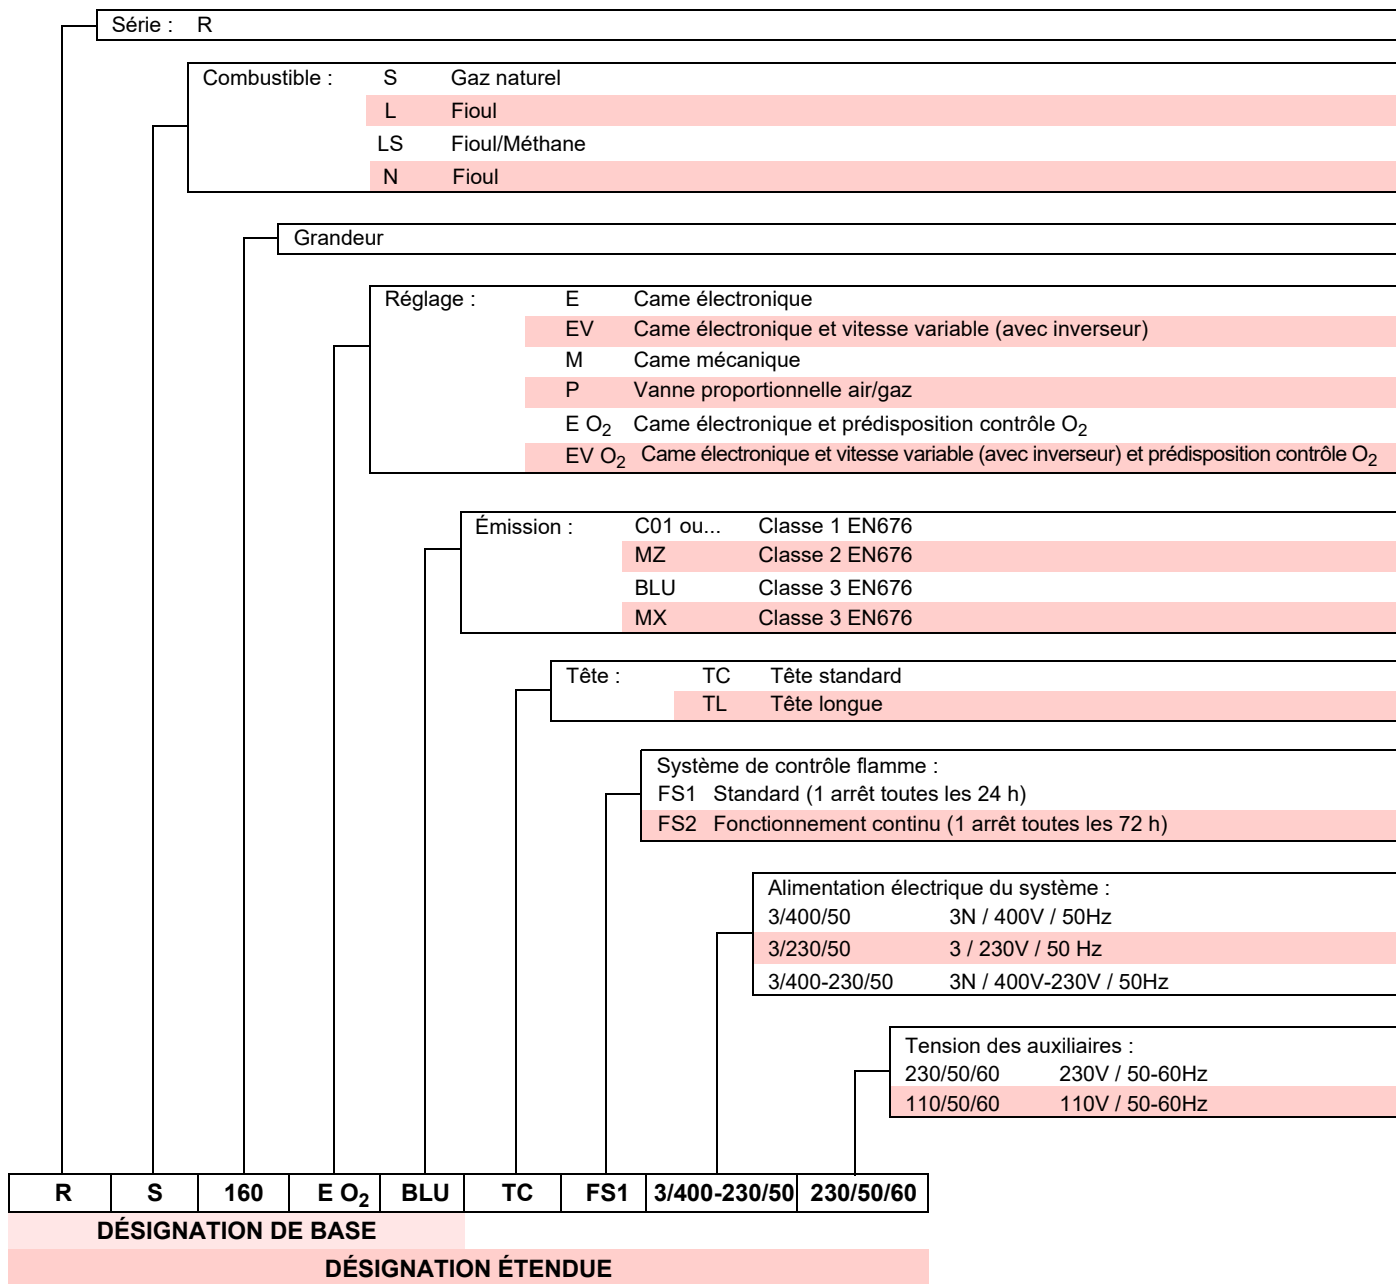 Série : R
Combustible : S Gaz naturel
L Fioul
LS Fioul/Méthane
N Fioul
Grandeur
Réglage : E Came électronique
EV Came électronique et vitesse variable (avec inverseur)
M Came mécanique
P Vanne proportionnelle air/gaz
E O2 Came électronique et prédisposition contrôle O2
EV O2 Came électronique et vitesse variable (avec inverseur) et prédisposition contrôle O2
Émission : C01 ou... Classe 1 EN676
MZ Classe 2 EN676
BLU Classe 3 EN676
MX Classe 3 EN676
Tête : TC Tête standard
TL Tête longue
Système de contrôle flamme :
FS1 Standard (1 arrêt toutes les 24 h)
FS2 Fonctionnement continu (1 arrêt toutes les 72 h)
Alimentation électrique du système :
3/400/50 3N / 400V / 50Hz
3/230/50 3 / 230V / 50 Hz
3/400-230/50 3N / 400V-230V / 50Hz
Tension des auxiliaires :
230/50/60 230V / 50-60Hz
110/50/60 110V / 50-60Hz
R S 160 E O2 BLU TC FS1 3/400-230/50 230/50/60
DÉSIGNATION DE BASE
DÉSIGNATION ÉTENDUE